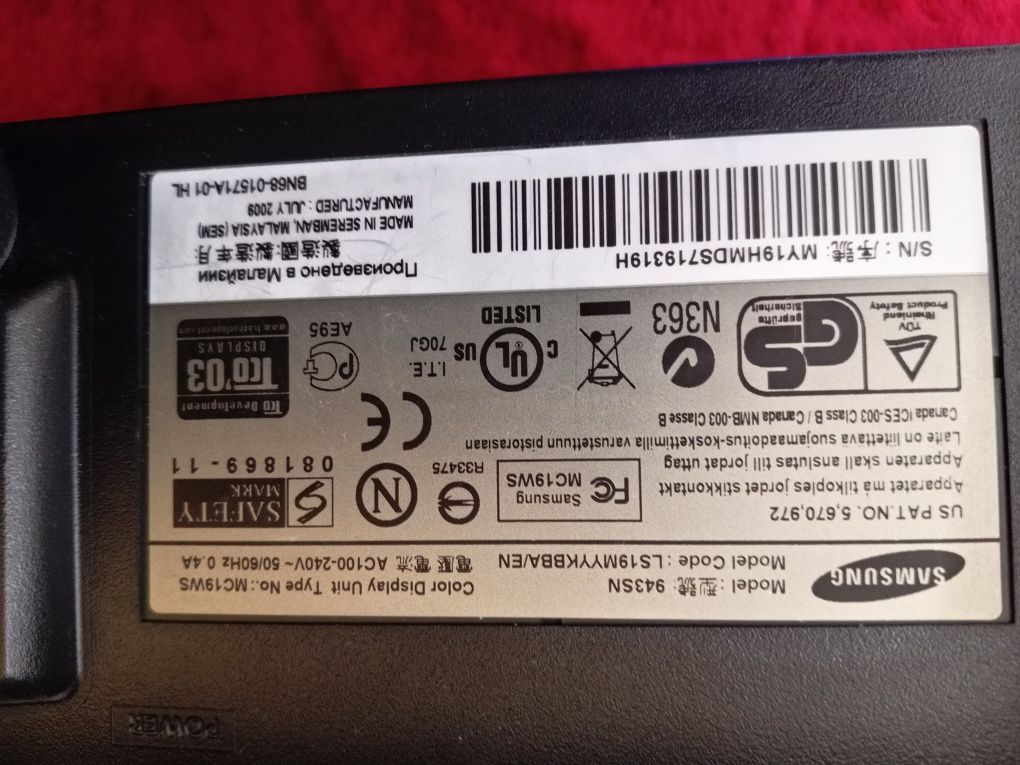 SAMSUNG
Model : 型號: 943SN
Model Code : LS19MYYKBBA/EN
Color Display Unit Type No.: MC19WS
電壓 電流 AC100-240V~ 50/60Hz 0.4A
US PAT.NO. 5,670,972
Apparatet må tilkoples jordet stikkontakt
Apparaten skall anslutas till jordat uttag
Laite on liitettävä suojamaadoitus-koskettimilla varustettuun pistorasiaan
Canada ICES-003 Class B / Canada NMB-003 Classe B
FC Samsung
MC19WS
R33475
N
S SAFETY
MARK
081869-11
CE
TÜV
Rheinland
Product Safety
geprüfte
Sicherheit
GS
N363
C UL US
LISTED
I.T.E.
70GJ
PC
AE95
TCO Development
TCO'03
DISPLAYS
www.tcodevelopment.com
S/N : 序號: MY19HMDS719319H
Произведено в Малайзии
製造國: 製造年月:
MADE IN SEREMBAN, MALAYSIA (SEM)
MANUFACTURED : JULY 2009
BN68-01571A-01 HL
POWER